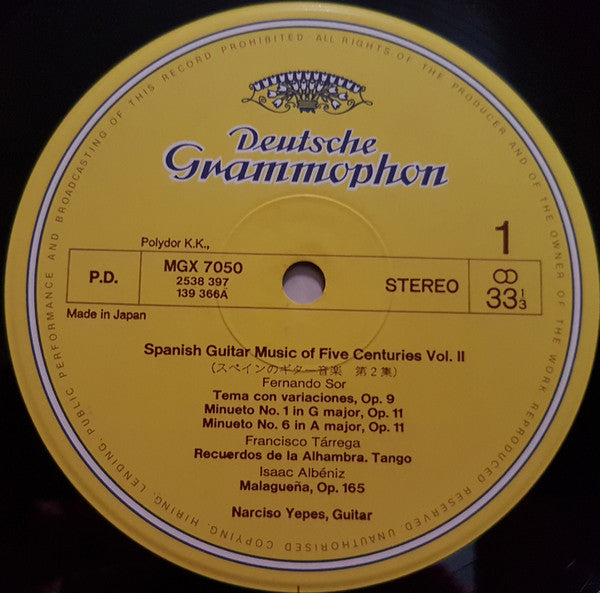 ALL RIGHTS OF THE PRODUCER AND OF THE OWNER OF THE WORK REPRODUCED RESERVED. UNAUTHORISED COPYING, HIRING, LENDING, PUBLIC PERFORMANCE AND BROADCASTING OF THIS RECORD PROHIBITED ·
Deutsche
Grammophon
Polydor K.K.,
1
P.D.
MGX 7050
2538 397
139 366A
STEREO
33 1/3
Made in Japan
Spanish Guitar Music of Five Centuries Vol. II
(スペインのギター音楽 第2集)
Fernando Sor
Tema con variaciones, Op. 9
Minueto No. 1 in G major, Op. 11
Minueto No. 6 in A major, Op. 11
Francisco Tárrega
Recuerdos de la Alhambra. Tango
Isaac Albéniz
Malagueña, Op. 165
Narciso Yepes, Guitar